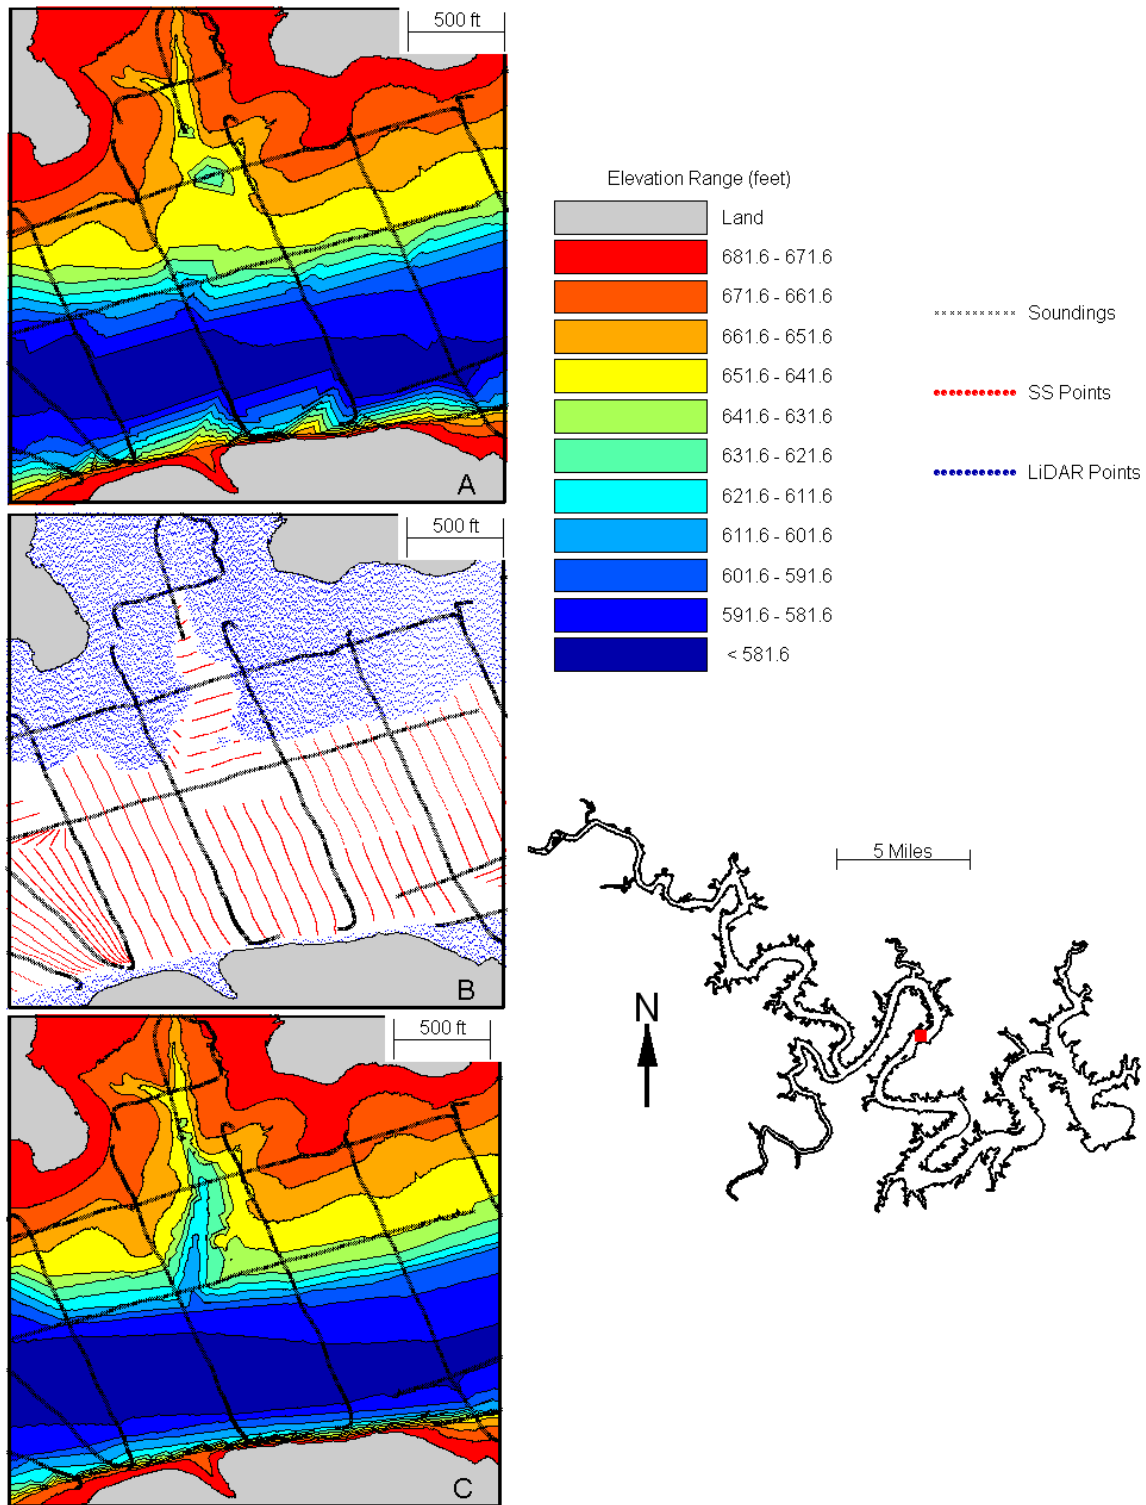 500 ft
A
500 ft
B
500 ft
C
Elevation Range (feet)
Land
681.6 - 671.6
671.6 - 661.6
661.6 - 651.6
651.6 - 641.6
641.6 - 631.6
631.6 - 621.6
621.6 - 611.6
611.6 - 601.6
601.6 - 591.6
591.6 - 581.6
< 581.6
Soundings
SS Points
LiDAR Points
5 Miles
N